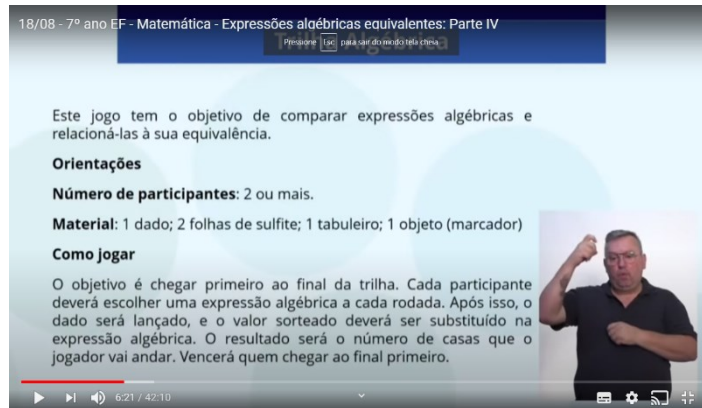 18/08 - 7º ano EF - Matemática - Expressões algébricas equivalentes: Parte IV
Trilha Algébrica
Pressione Esc para sair do modo tela cheia
Este jogo tem o objetivo de comparar expressões algébricas e
relacioná-las à sua equivalência.
Orientações
Número de participantes: 2 ou mais.
Material: 1 dado; 2 folhas de sulfite; 1 tabuleiro; 1 objeto (marcador)
Como jogar
O objetivo é chegar primeiro ao final da trilha. Cada participante
deverá escolher uma expressão algébrica a cada rodada. Após isso, o
dado será lançado, e o valor sorteado deverá ser substituído na
expressão algébrica. O resultado será o número de casas que o
jogador vai andar. Vencerá quem chegar ao final primeiro.
6:21 / 42:10